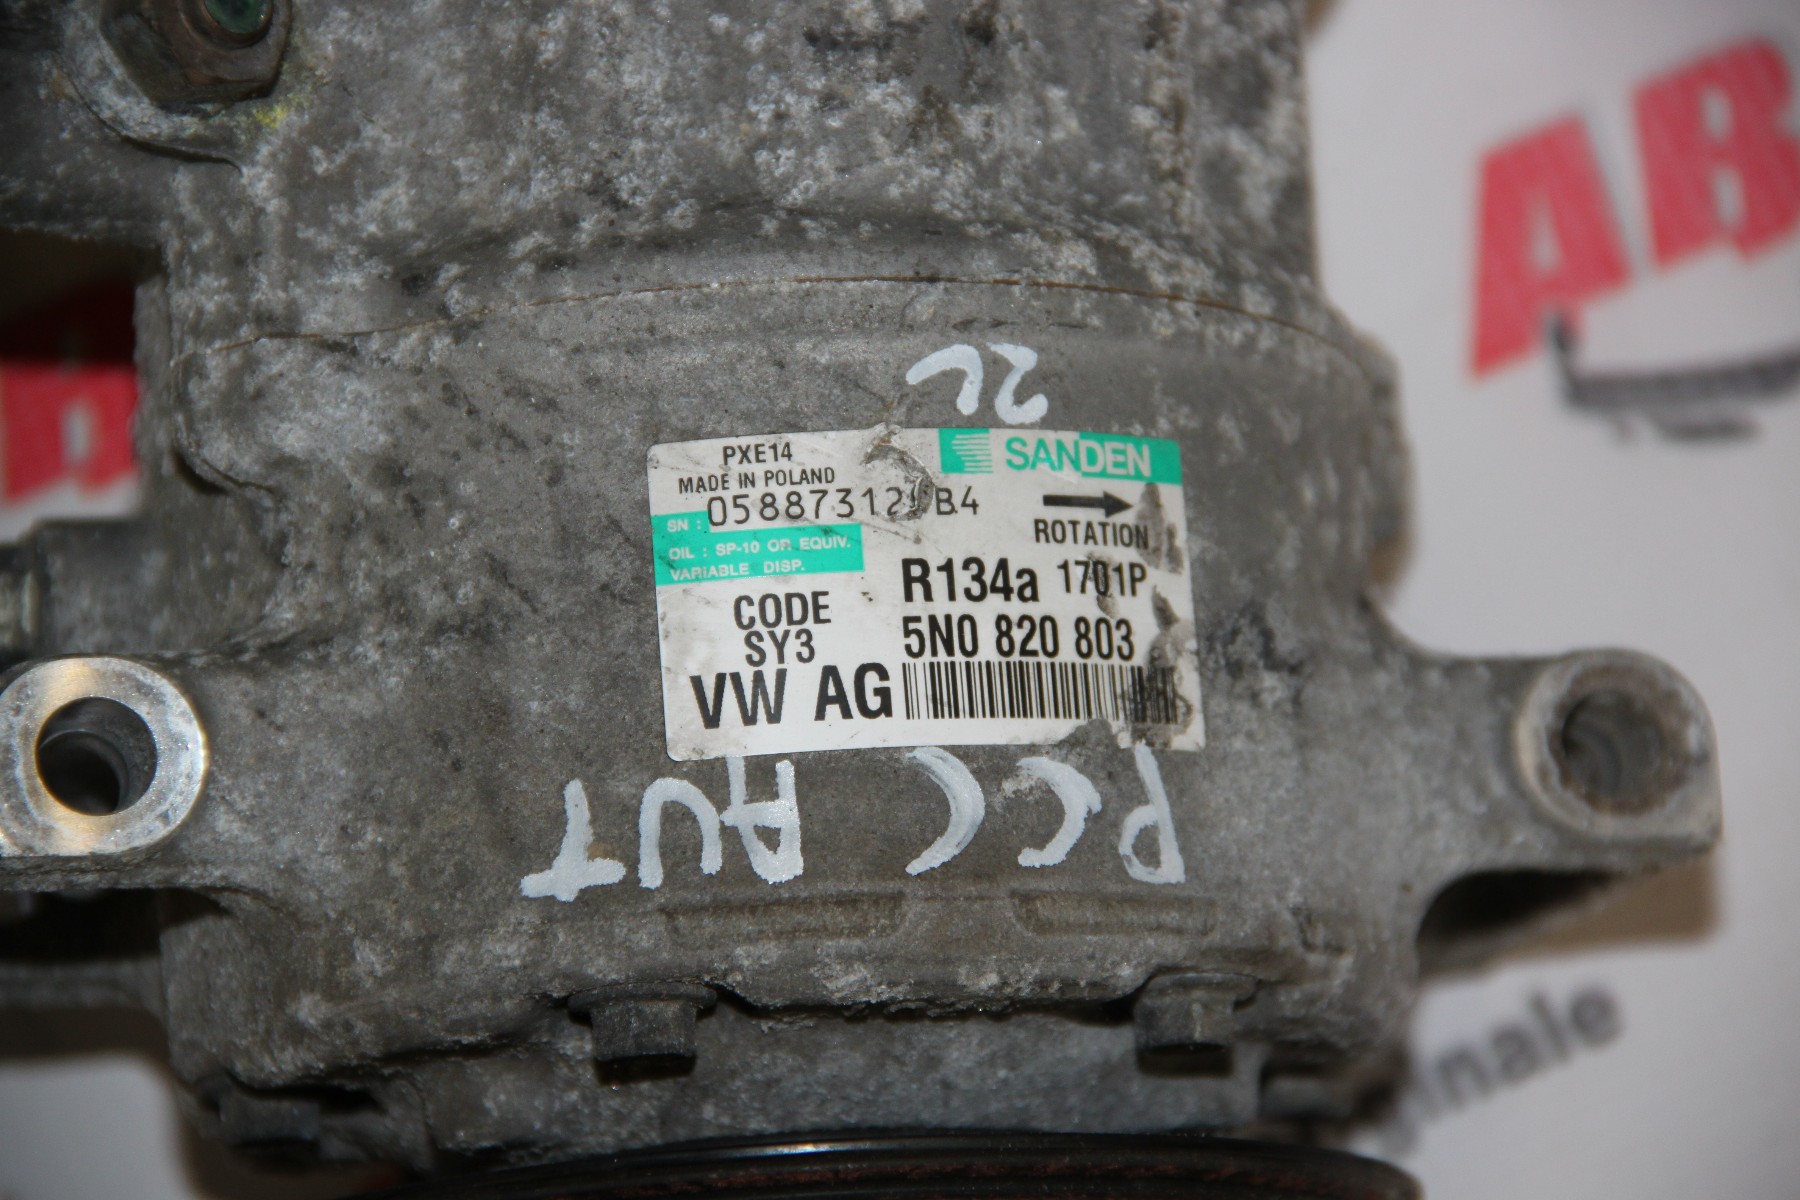 2L
SANDEN
PXE14
MADE IN POLAND
SN :
ROTATION
OIL : SP-10 OR EQUIV.
VARIABLE DISP.
R134a 1701P
CODE
SY3
5N0 820 803
VW AG
PCC AUT
AB